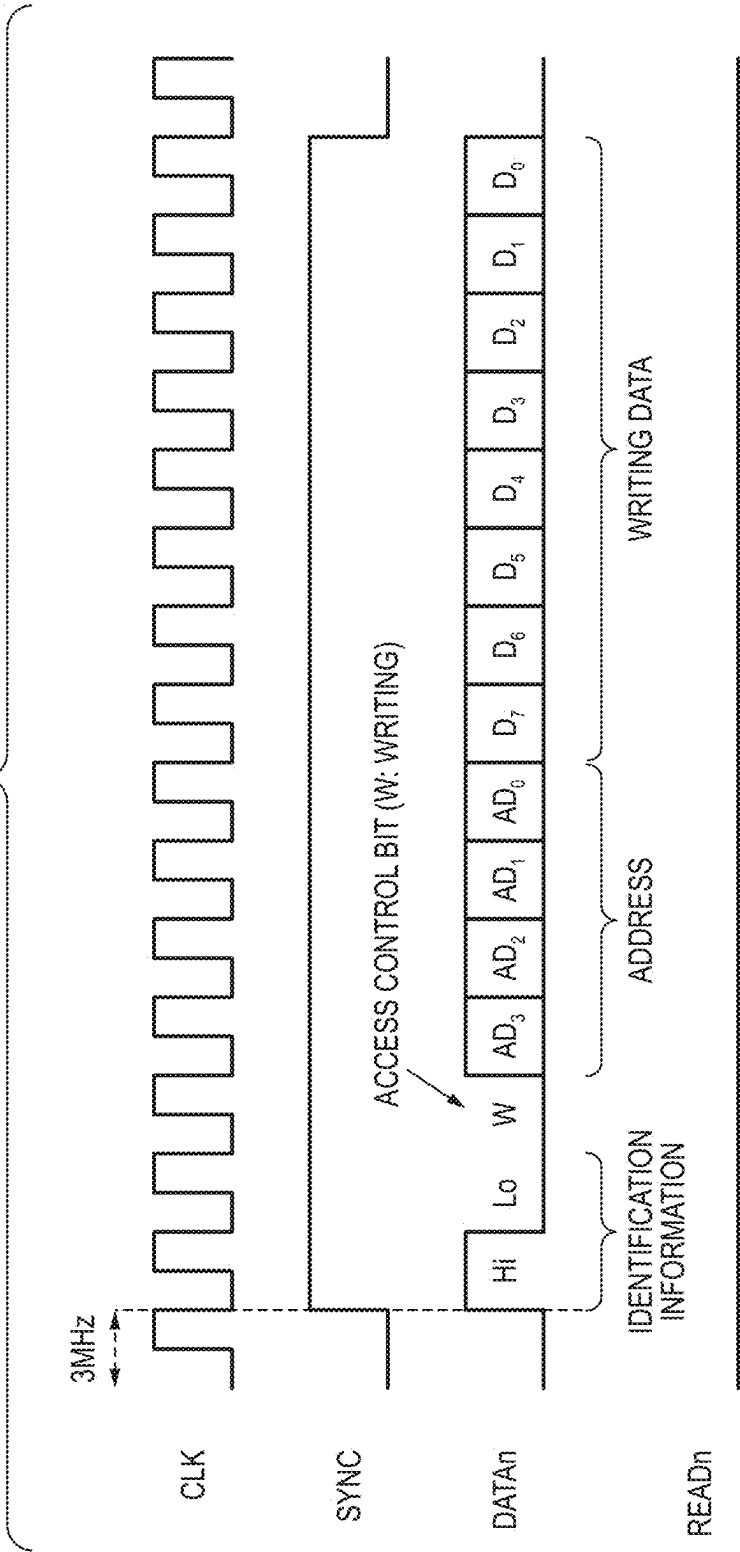 3MHz
CLK
SYNC
ACCESS CONTROL BIT (W: WRITING)
DATAn
Hi Lo W AD₃ AD₂ AD₁ AD₀ D₇ D₆ D₅ D₄ D₃ D₂ D₁ D₀
IDENTIFICATION
INFORMATION
ADDRESS
WRITING DATA
READn